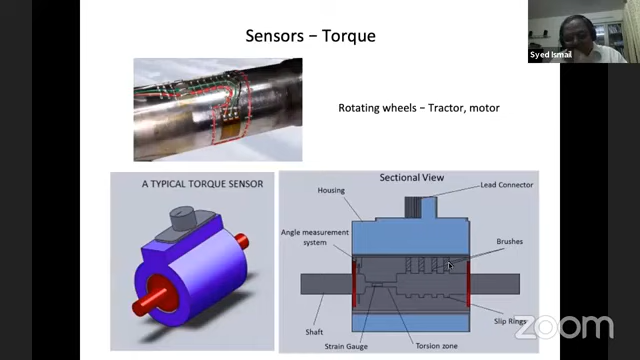 Sensors – Torque
Syed Ismail
Rotating wheels – Tractor, motor
A TYPICAL TORQUE SENSOR
Sectional View
Housing
Lead Connector
Angle measurement
system
Brushes
Shaft
Strain Gauge
Torsion zone
Slip Rings
zoom